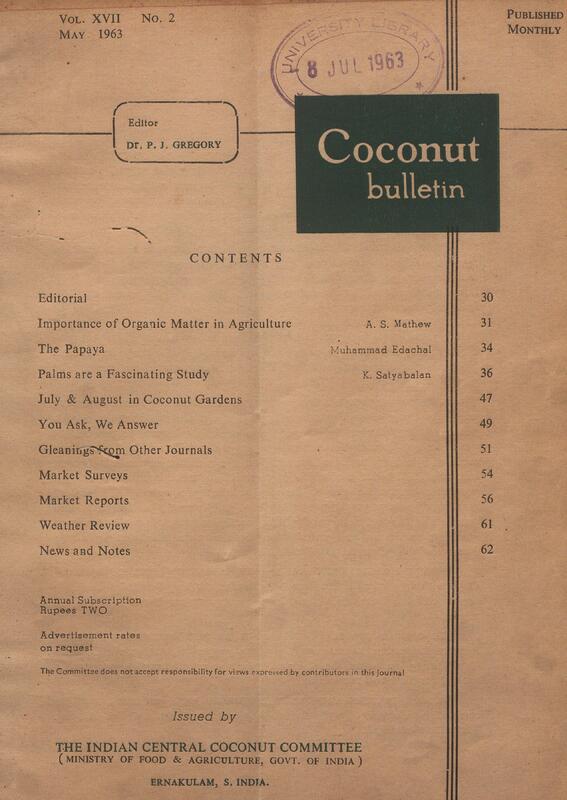 VOL. XVII No. 2
MAY 1963
PUBLISHED
MONTHLY
UNIVERSITY LIBRARY
- 8 JUL 1963
Editor
Dr. P. J. GREGORY
Coconut
bulletin
CONTENTS
Editorial 30
Importance of Organic Matter in Agriculture A. S. Mathew 31
The Papaya Muhammad Edachal 34
Palms are a Fascinating Study K. Satyabalan 36
July & August in Coconut Gardens 47
You Ask, We Answer 49
Gleanings from Other Journals 51
Market Surveys 54
Market Reports 56
Weather Review 61
News and Notes 62
Annual Subscription
Rupees TWO
Advertisement rates
on request
The Committee does not accept responsibility for views expressed by contributors in this Journal
Issued by
THE INDIAN CENTRAL COCONUT COMMITTEE
( MINISTRY OF FOOD & AGRICULTURE, GOVT. OF INDIA )
ERNAKULAM, S. INDIA.